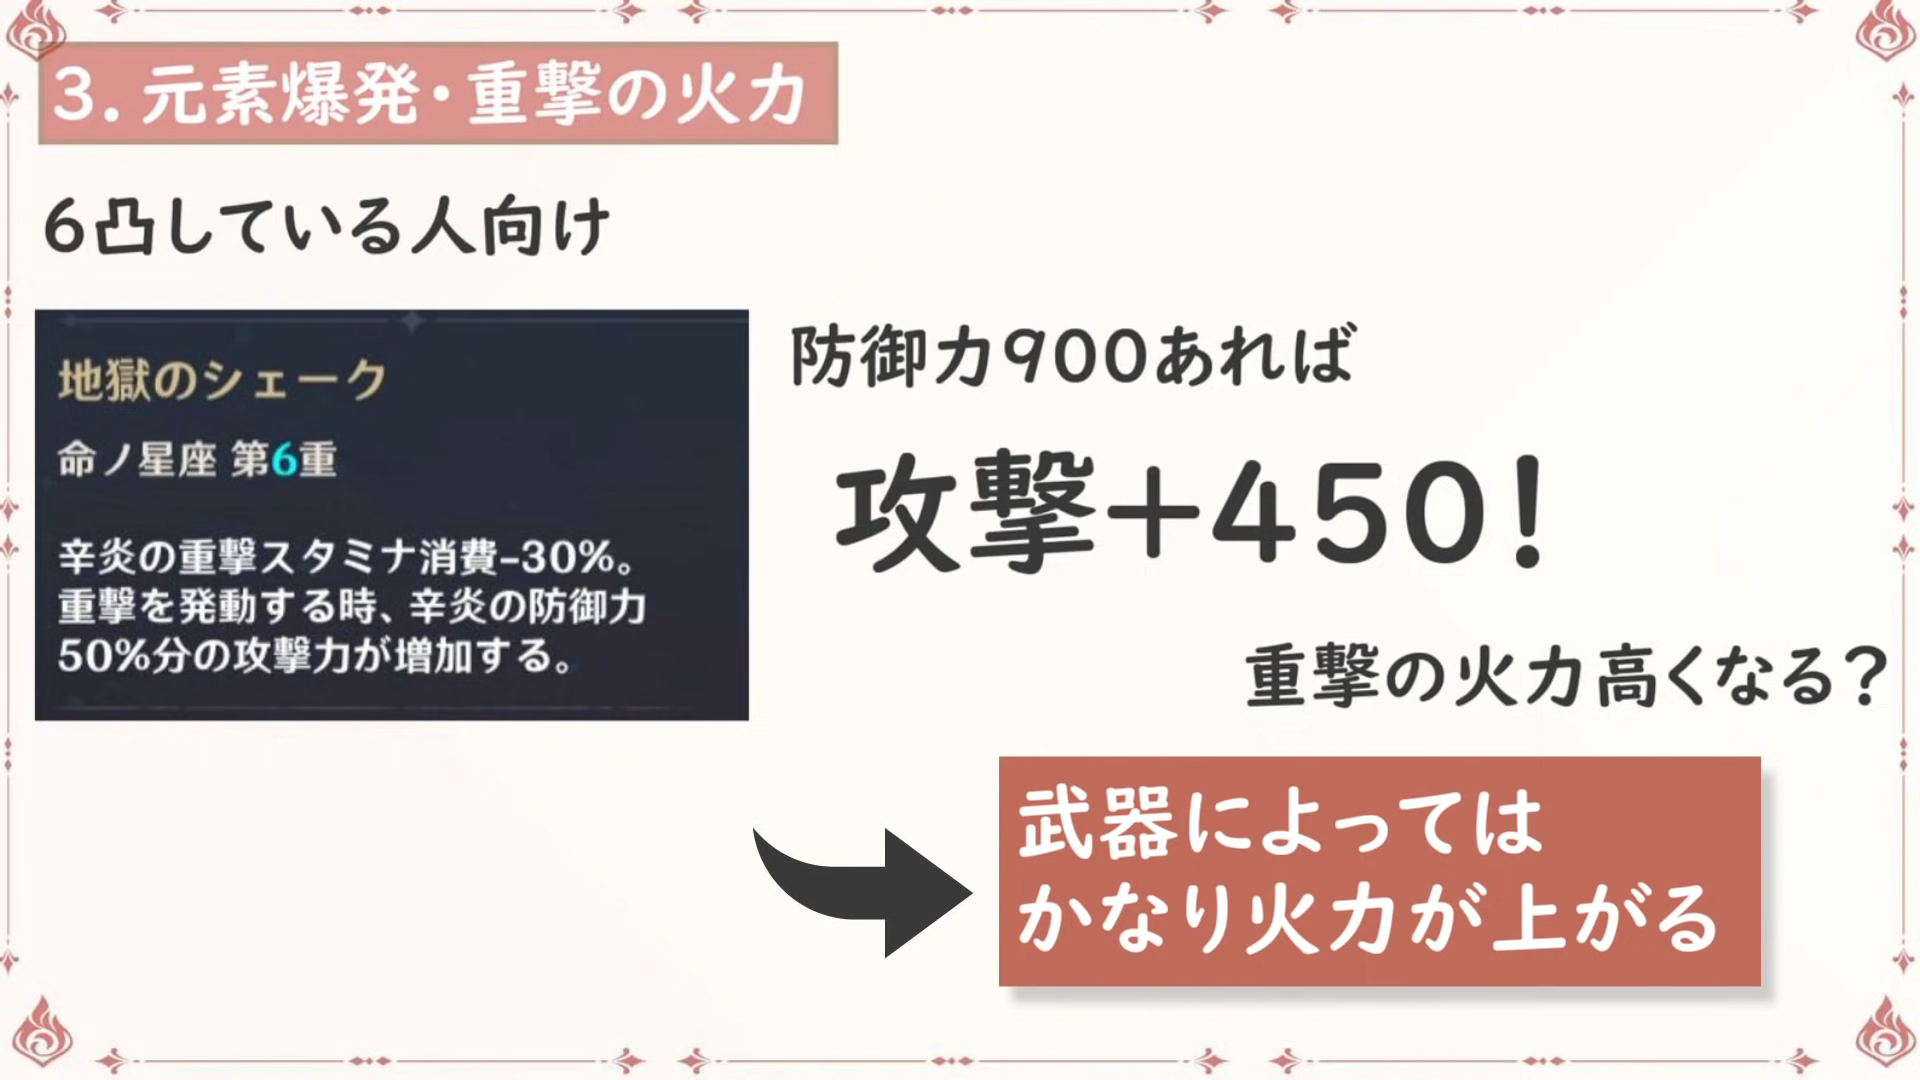 3. 元素爆発・重撃の火力
6凸している人向け
地獄のシェーク
命ノ星座 第6重
辛炎の重撃スタミナ消費-30%。
重撃を発動する時、辛炎の防御力
50%分の攻撃力が増加する。
防御力900あれば
攻撃+450!
重撃の火力高くなる?
武器によっては
かなり火力が上がる